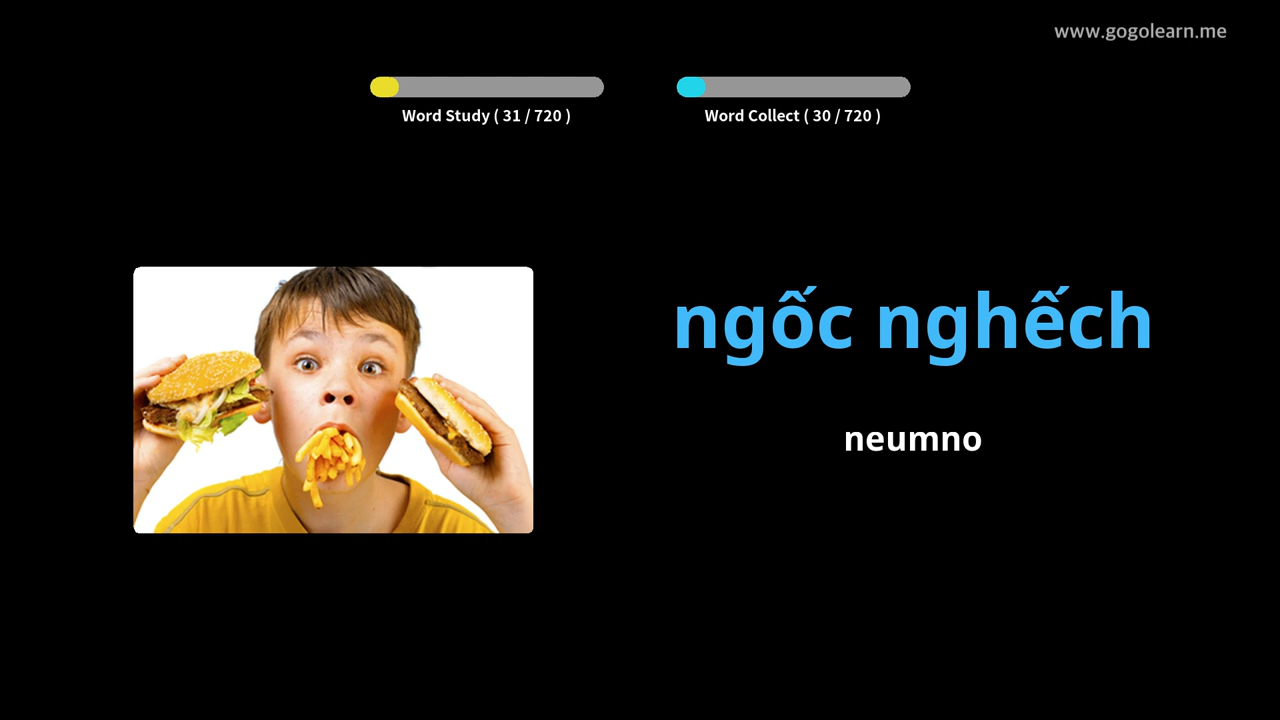 www.gogolearn.me
Word Study ( 31 / 720 )
Word Collect ( 30 / 720 )
ngốc nghếch
neumno